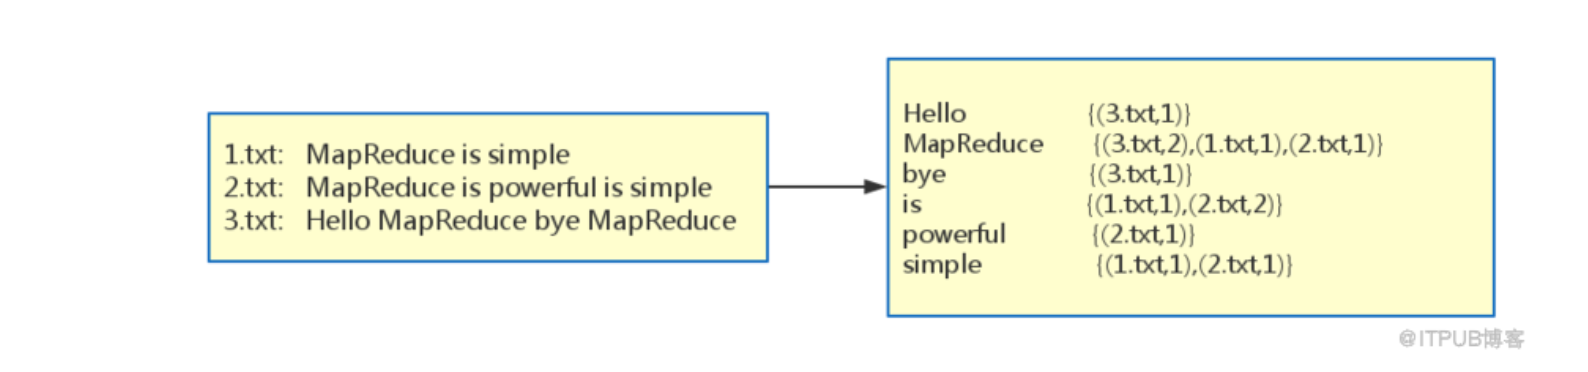 1.txt: MapReduce is simple
2.txt: MapReduce is powerful is simple
3.txt: Hello MapReduce bye MapReduce
Hello {(3.txt,1)}
MapReduce {(3.txt,2),(1.txt,1),(2.txt,1)}
bye {(3.txt,1)}
is {(1.txt,1),(2.txt,2)}
powerful {(2.txt,1)}
simple {(1.txt,1),(2.txt,1)}
@ITPUB博客